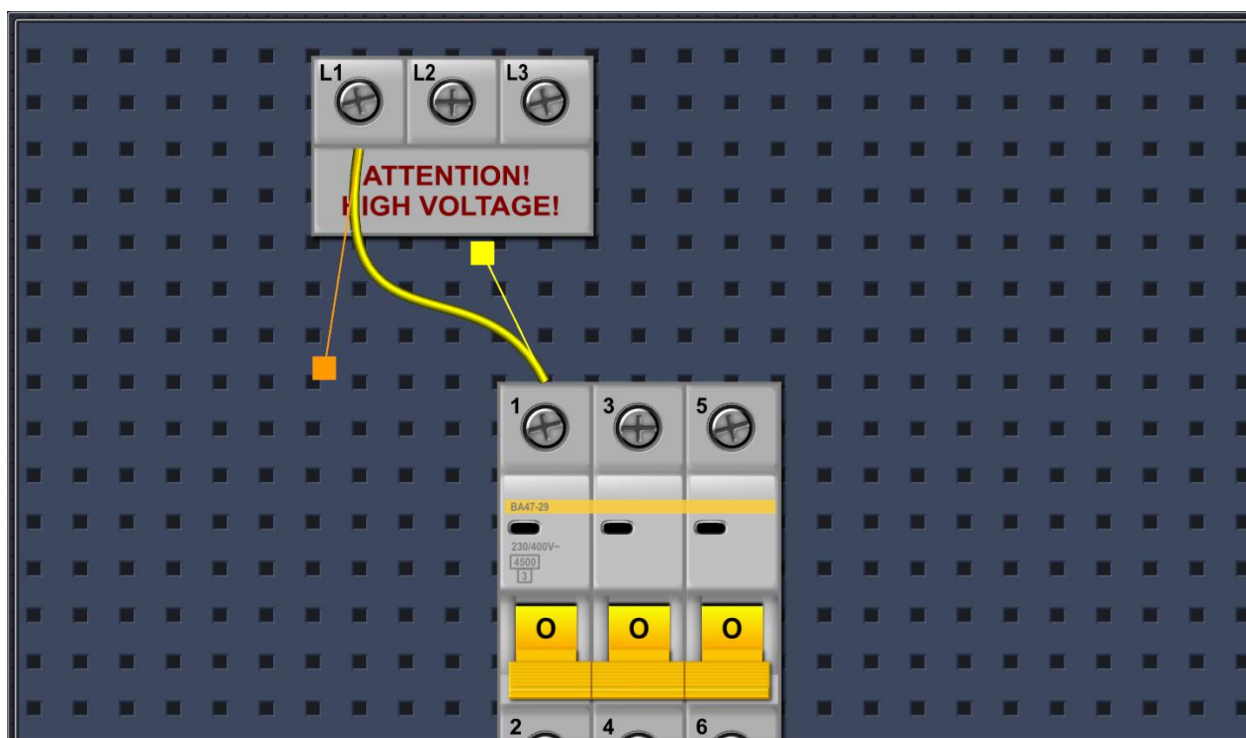 L1 L2 L3
ATTENTION!
HIGH VOLTAGE!
1 3 5
BA47-29
230/400V~
4500
3
O O O
2 4 6